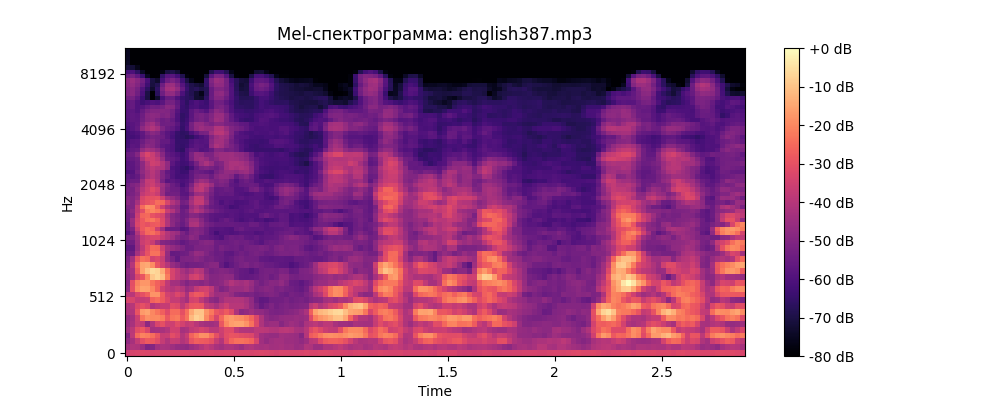 Mel-спектрограмма: english387.mp3
8192
4096
2048
1024
512
0
Hz
0
0.5
1
1.5
2
2.5
Time
+0 dB
-10 dB
-20 dB
-30 dB
-40 dB
-50 dB
-60 dB
-70 dB
-80 dB